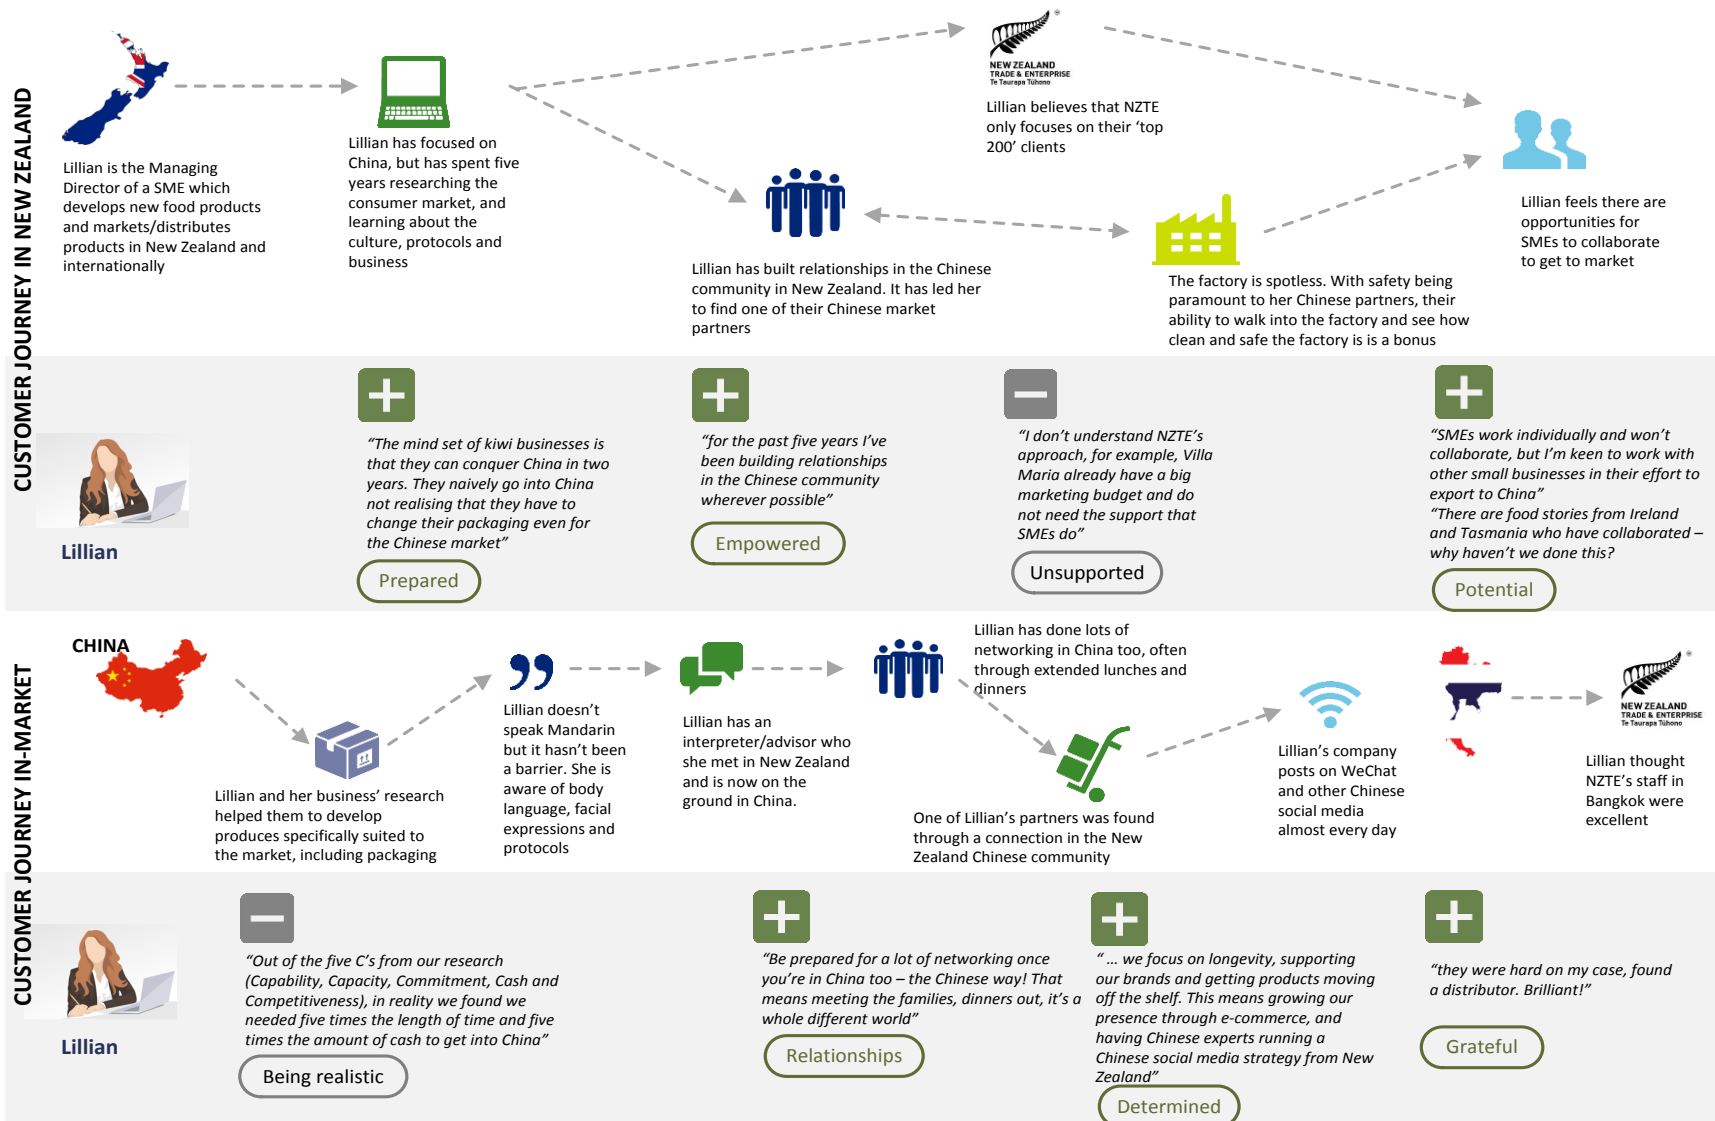 CUSTOMER JOURNEY IN NEW ZEALAND
Lillian is the Managing
Director of a SME which
develops new food products
and markets/distributes
products in New Zealand and
internationally
Lillian has focused on
China, but has spent five
years researching the
consumer market, and
learning about the
culture, protocols and
business
NEW ZEALAND
TRADE & ENTERPRISE
Te Taurapa Tūhono
Lillian believes that NZTE
only focuses on their ‘top
200’ clients
Lillian has built relationships in the Chinese
community in New Zealand. It has led her
to find one of their Chinese market
partners
The factory is spotless. With safety being
paramount to her Chinese partners, their
ability to walk into the factory and see how
clean and safe the factory is is a bonus
Lillian feels there are
opportunities for
SMEs to collaborate
to get to market
Lillian
“The mind set of kiwi businesses is
that they can conquer China in two
years. They naively go into China
not realising that they have to
change their packaging even for
the Chinese market”
Prepared
“for the past five years I’ve
been building relationships
in the Chinese community
wherever possible”
Empowered
“I don’t understand NZTE’s
approach, for example, Villa
Maria already have a big
marketing budget and do
not need the support that
SMEs do”
Unsupported
“SMEs work individually and won’t
collaborate, but I’m keen to work with
other small businesses in their effort to
export to China”
“There are food stories from Ireland
and Tasmania who have collaborated –
why haven’t we done this?
Potential
CUSTOMER JOURNEY IN-MARKET
CHINA
Lillian and her business’ research
helped them to develop
produces specifically suited to
the market, including packaging
Lillian doesn’t
speak Mandarin
but it hasn’t been
a barrier. She is
aware of body
language, facial
expressions and
protocols
Lillian has an
interpreter/advisor who
she met in New Zealand
and is now on the
ground in China.
Lillian has done lots of
networking in China too, often
through extended lunches and
dinners
One of Lillian’s partners was found
through a connection in the New
Zealand Chinese community
Lillian’s company
posts on WeChat
and other Chinese
social media
almost every day
NEW ZEALAND
TRADE & ENTERPRISE
Te Taurapa Tūhono
Lillian thought
NZTE’s staff in
Bangkok were
excellent
Lillian
“Out of the five C’s from our research
(Capability, Capacity, Commitment, Cash and
Competitiveness), in reality we found we
needed five times the length of time and five
times the amount of cash to get into China”
Being realistic
“Be prepared for a lot of networking once
you’re in China too – the Chinese way! That
means meeting the families, dinners out, it’s a
whole different world”
Relationships
“ … we focus on longevity, supporting
our brands and getting products moving
off the shelf. This means growing our
presence through e-commerce, and
having Chinese experts running a
Chinese social media strategy from New
Zealand”
Determined
“they were hard on my case, found
a distributor. Brilliant!”
Grateful